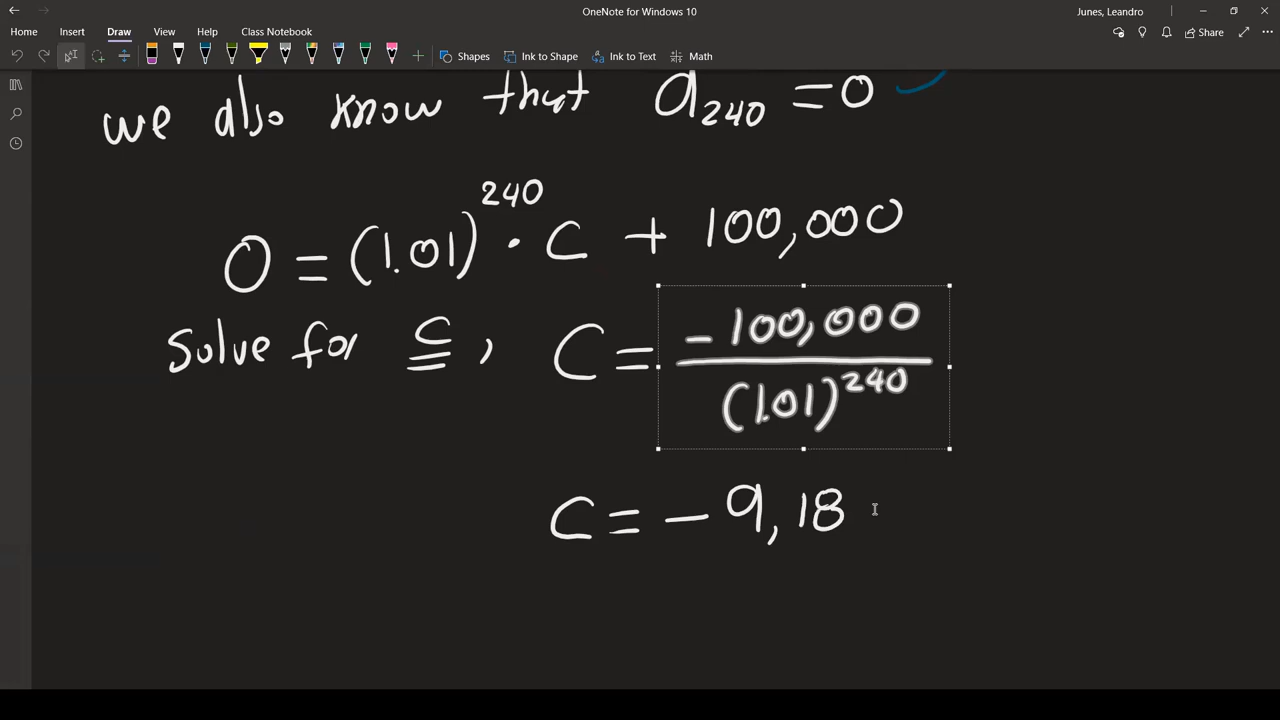 OneNote for Windows 10
Junes, Leandro
Home Insert Draw View Help Class Notebook
Share
Shapes Ink to Shape Ink to Text Math
we also know that a₂₄₀ = 0
0 = (1.01)²⁴⁰ · C + 100,000
Solve for C, C = -100,000 / (1.01)²⁴⁰
C = - 9,18